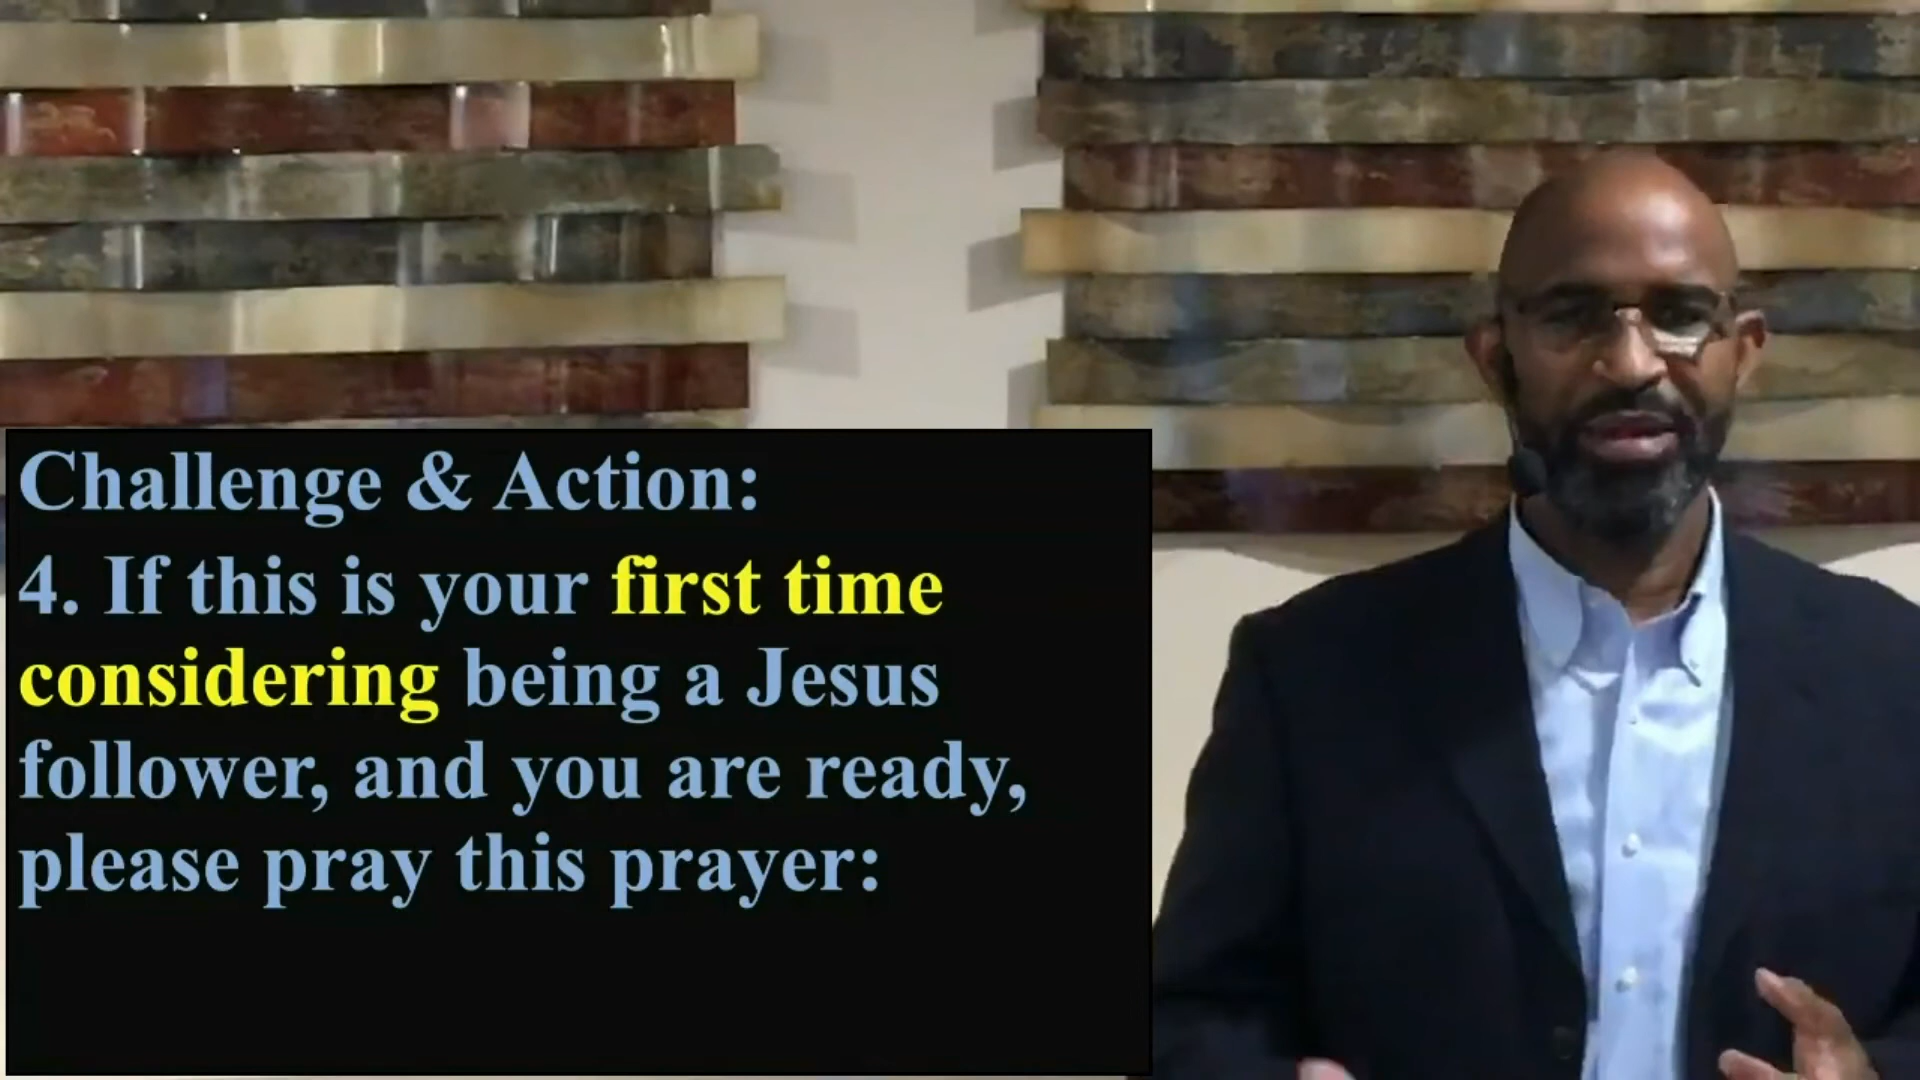 Challenge & Action:
4. If this is your first time
considering being a Jesus
follower, and you are ready,
please pray this prayer: